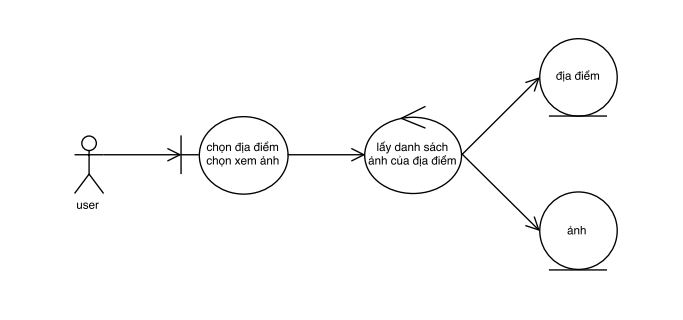 user
chọn địa điểm
chọn xem ảnh
lấy danh sách
ảnh của địa điểm
địa điểm
ảnh